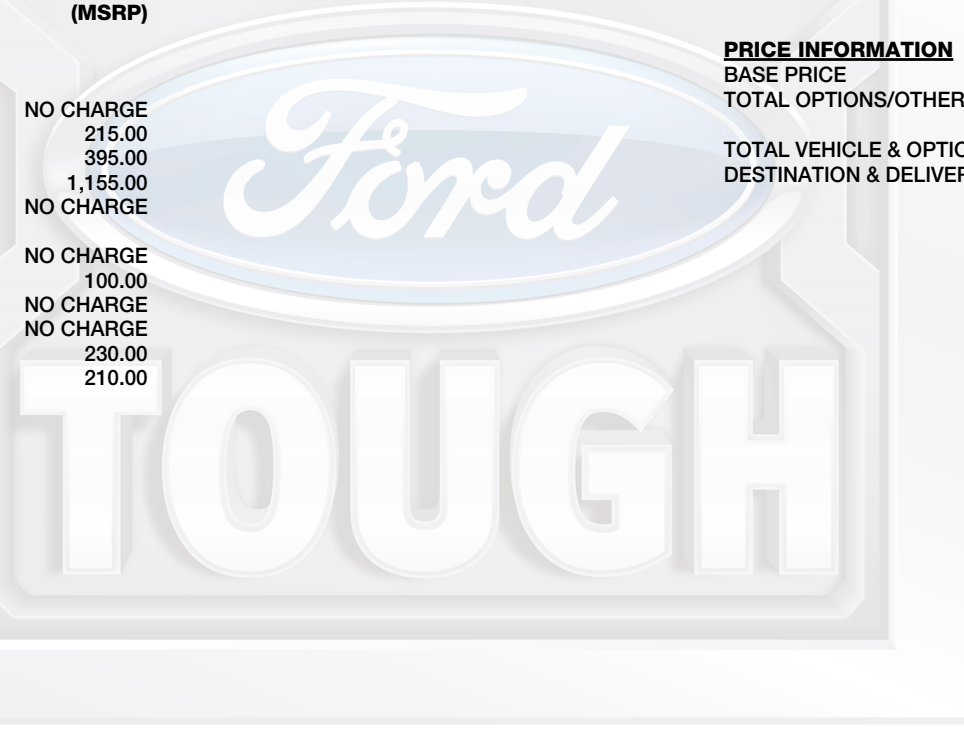 (MSRP)
NO CHARGE
215.00
395.00
1,155.00
NO CHARGE
NO CHARGE
100.00
NO CHARGE
NO CHARGE
230.00
210.00
PRICE INFORMATION
BASE PRICE
TOTAL OPTIONS/OTHER
TOTAL VEHICLE & OPTIO
DESTINATION & DELIVER
Ford
TOUGH